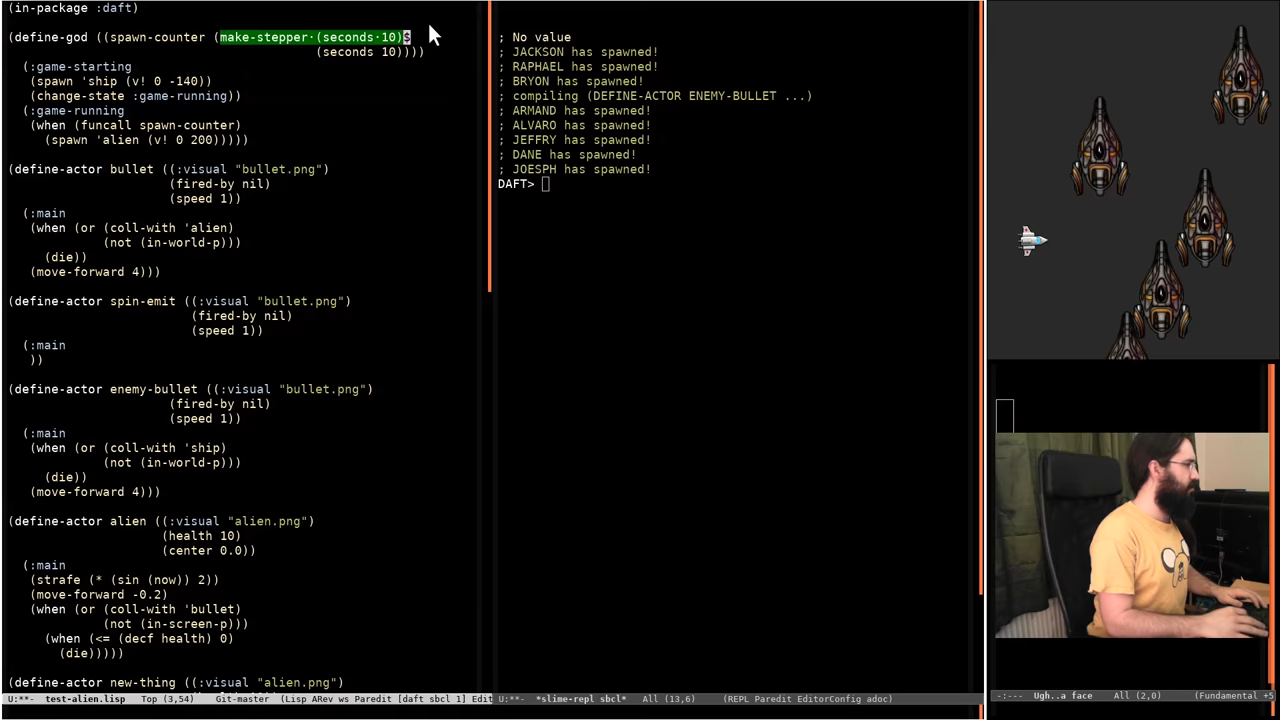 (in-package :daft)
(define-god ((spawn-counter (make-stepper·(seconds·10)$
(seconds 10))))
(:game-starting
(spawn 'ship (v! 0 -140))
(change-state :game-running))
(:game-running
(when (funcall spawn-counter)
(spawn 'alien (v! 0 200)))))
(define-actor bullet ((:visual "bullet.png")
(fired-by nil)
(speed 1))
(:main
(when (or (coll-with 'alien)
(not (in-world-p)))
(die))
(move-forward 4)))
(define-actor spin-emit ((:visual "bullet.png")
(fired-by nil)
(speed 1))
(:main
))
(define-actor enemy-bullet ((:visual "bullet.png")
(fired-by nil)
(speed 1))
(:main
(when (or (coll-with 'ship)
(not (in-world-p)))
(die))
(move-forward 4)))
(define-actor alien ((:visual "alien.png")
(health 10)
(center 0.0))
(:main
(strafe (* (sin (now)) 2))
(move-forward -0.2)
(when (or (coll-with 'bullet)
(not (in-screen-p)))
(when (<= (decf health) 0)
(die)))))
(define-actor new-thing ((:visual "alien.png")
U:**- test-alien.lisp Top (3,54) Git-master (Lisp ARev ws Paredit [daft sbcl 1] Edit
; No value
; JACKSON has spawned!
; RAPHAEL has spawned!
; BRYON has spawned!
; compiling (DEFINE-ACTOR ENEMY-BULLET ...)
; ARMAND has spawned!
; ALVARO has spawned!
; JEFFRY has spawned!
; DANE has spawned!
; JOESPH has spawned!
DAFT>
U:**- *slime-repl sbcl* All (13,6) (REPL Paredit EditorConfig adoc)
-:--- Ugh..a face All (2,0) (Fundamental +5